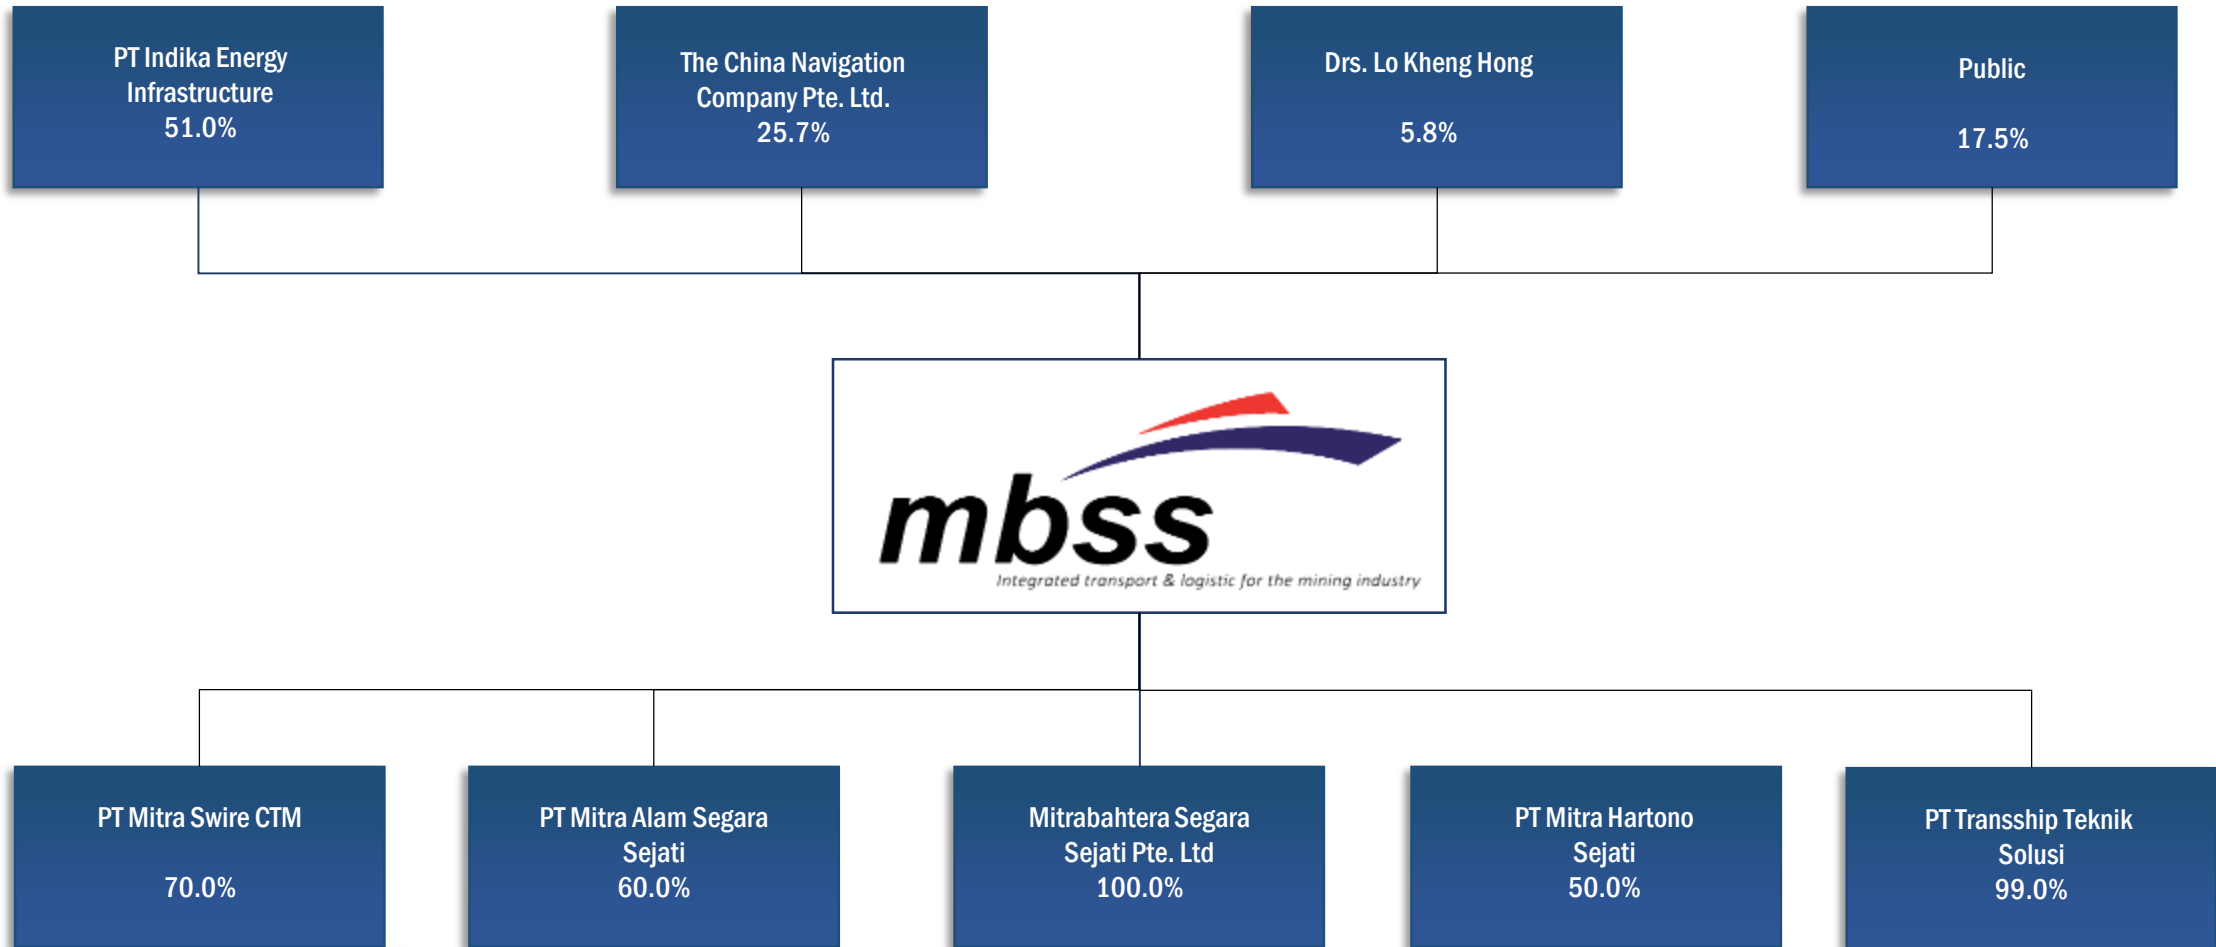 PT Indika Energy
Infrastructure
51.0%
The China Navigation
Company Pte. Ltd.
25.7%
Drs. Lo Kheng Hong
5.8%
Public
17.5%
mbss
Integrated transport & logistic for the mining industry
PT Mitra Swire CTM
70.0%
PT Mitra Alam Segara
Sejati
60.0%
Mitrabahtera Segara
Sejati Pte. Ltd
100.0%
PT Mitra Hartono
Sejati
50.0%
PT Transship Teknik
Solusi
99.0%